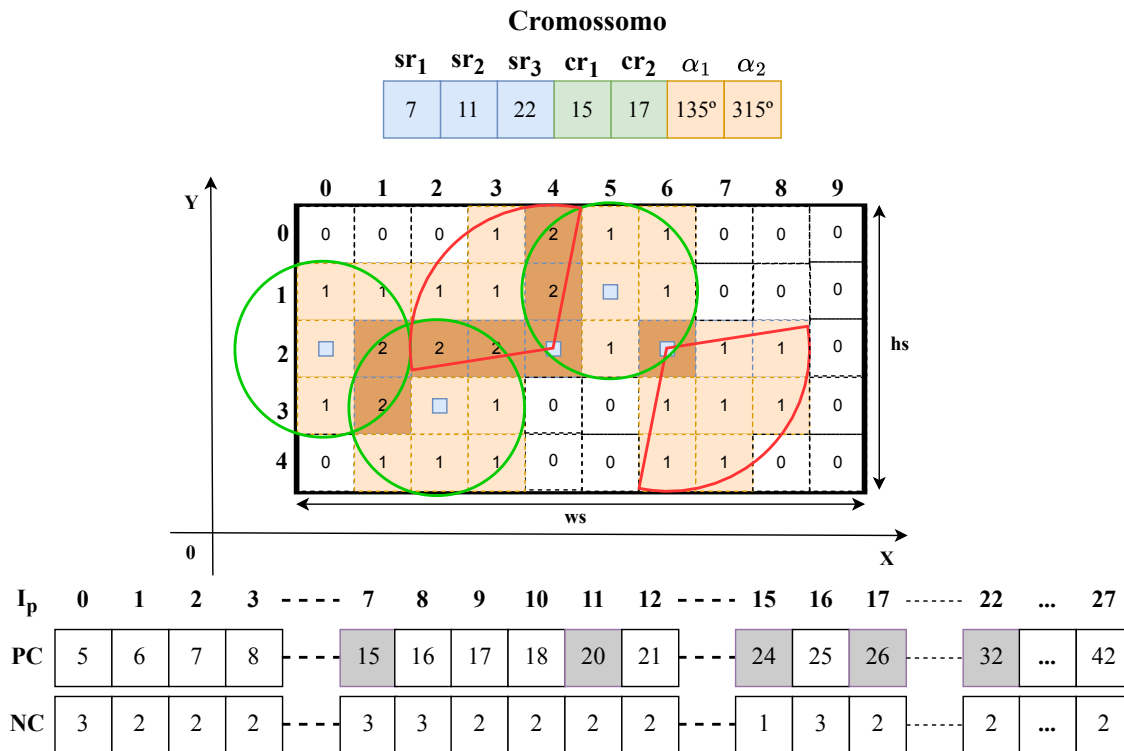 Cromossomo
sr1 sr2 sr3 cr1 cr2 α1 α2
7 11 22 15 17 135º 315º
Y
0 1 2 3 4 5 6 7 8 9
0 0 0 0 1 2 1 1 0 0 0
1 1 1 1 1 2 1 0 0 0
2 2 2 2 1 1 1 0
hs
3 1 2 1 0 0 1 1 1 0
4 0 1 1 1 0 0 1 1 0 0
ws
0 X
Ip 0 1 2 3 7 8 9 10 11 12 15 16 17 22 ... 27
PC 5 6 7 8 15 16 17 18 20 21 24 25 26 32 ... 42
NC 3 2 2 2 3 3 2 2 2 2 1 3 2 2 ... 2